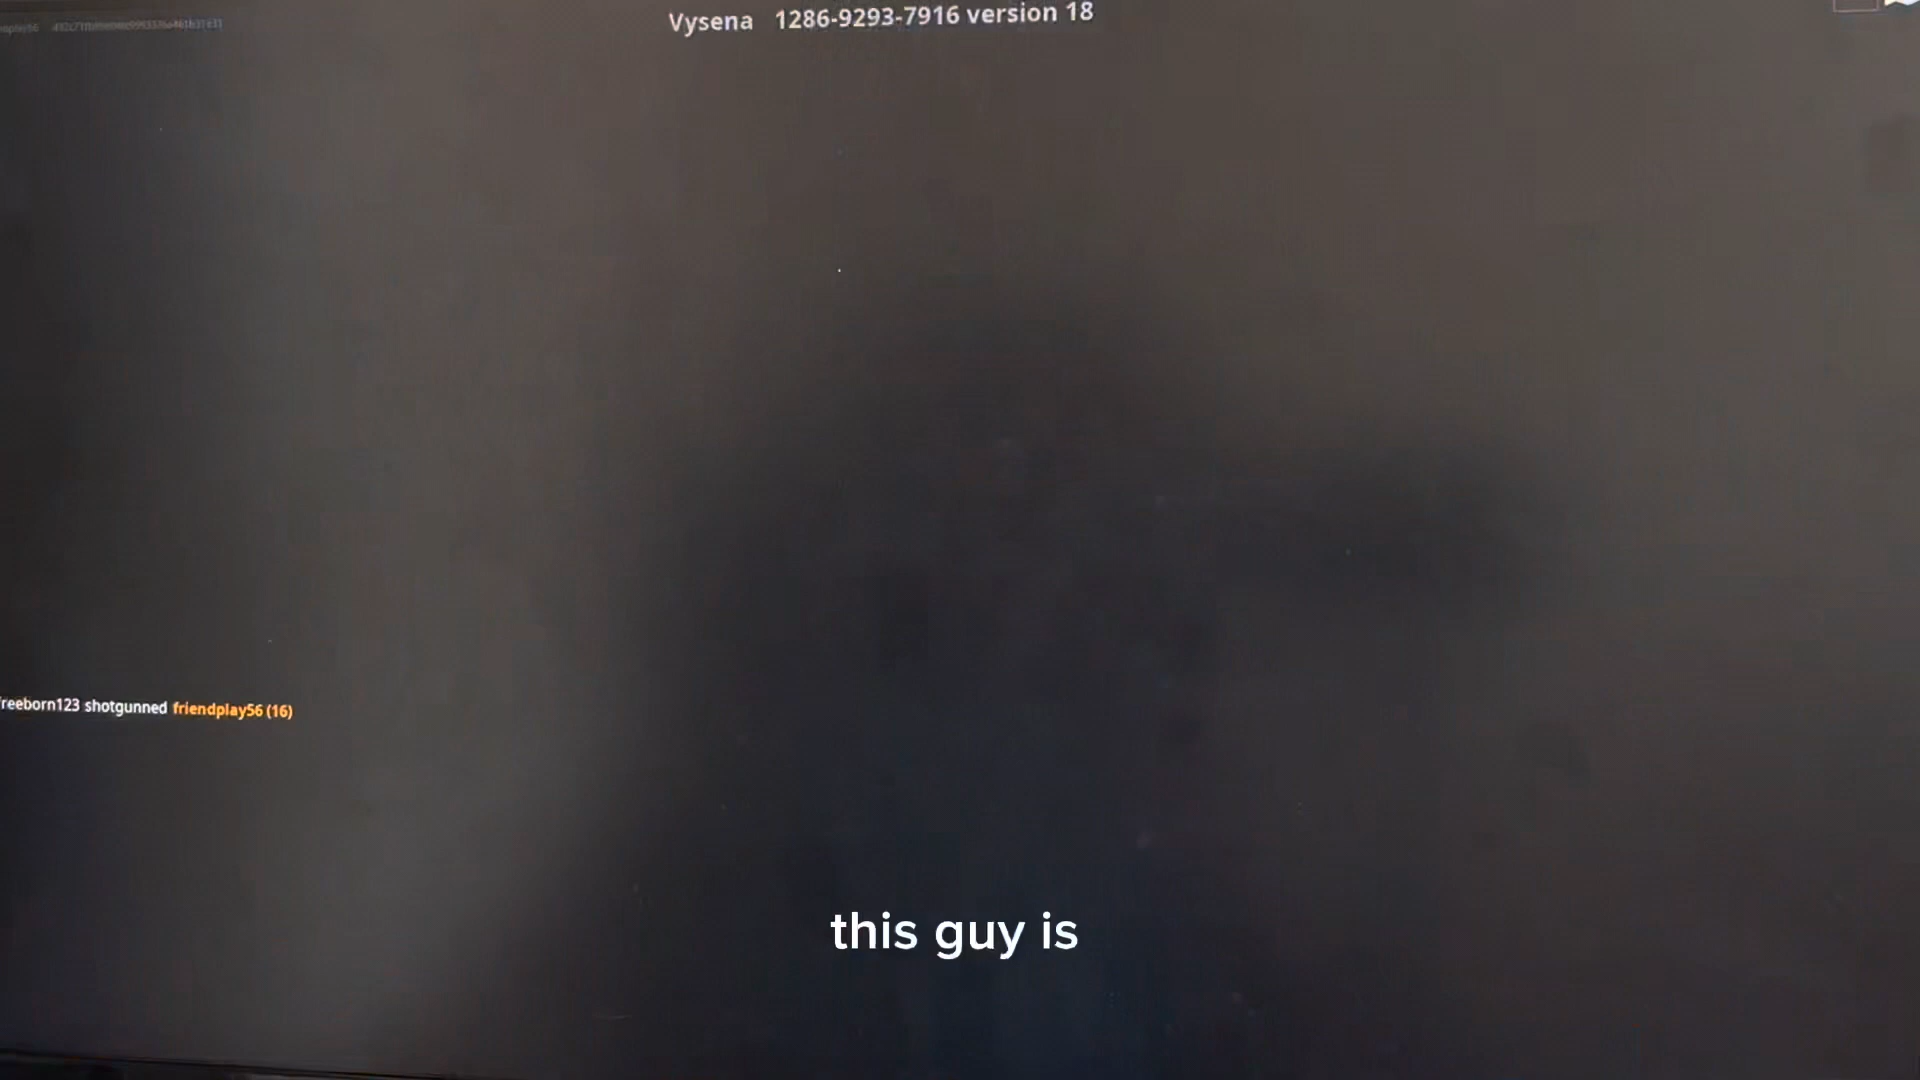 Vysena 1286-9293-7916 version 18
reeborn123 shotgunned friendplay56 (16)
this guy is